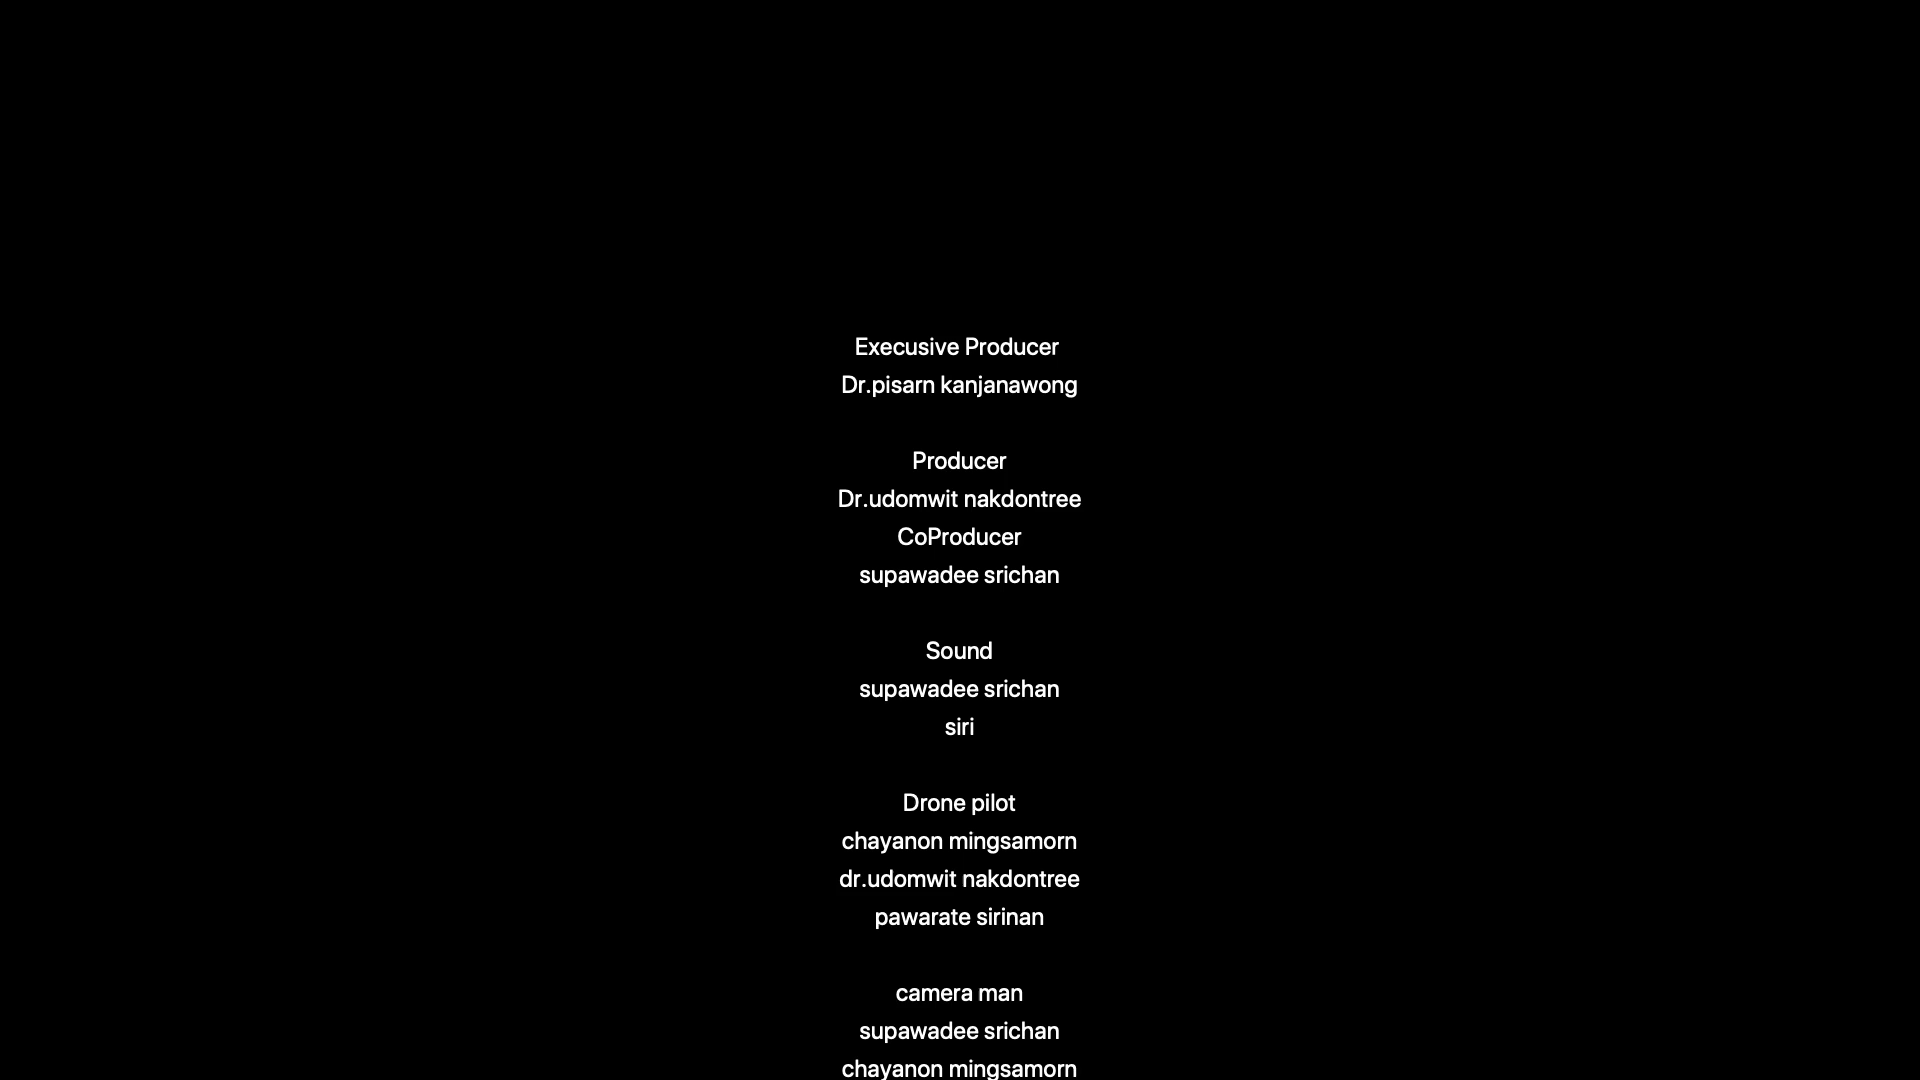 Execusive Producer
Dr.pisarn kanjanawong
Producer
Dr.udomwit nakdontree
CoProducer
supawadee srichan
Sound
supawadee srichan
siri
Drone pilot
chayanon mingsamorn
dr.udomwit nakdontree
pawarate sirinan
camera man
supawadee srichan
chayanon mingsamorn